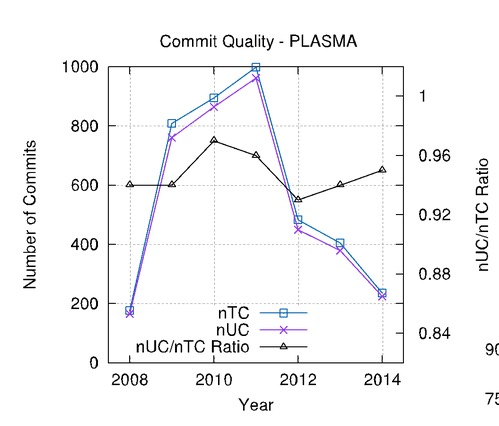 Commit Quality - PLASMA
1000
800
600
400
200
0
Number of Commits
1
0.96
0.92
0.88
0.84
nUC/nTC Ratio
nTC
nUC
nUC/nTC Ratio
2008
2010
2012
2014
Year
90
75